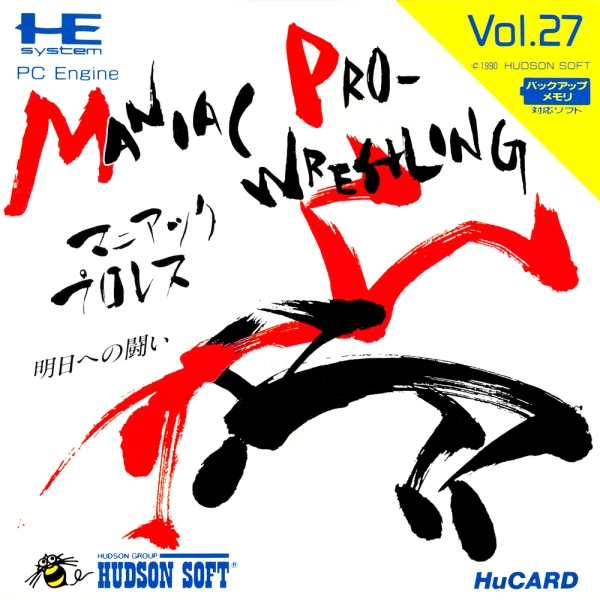 HE
system
PC Engine
Vol.27
©1990 HUDSON SOFT
バックアップ
メモリ
対応ソフト
MANIAC PRO-
WRESTLING
マニアック
プロレス
明日への闘い
HUDSON GROUP
HUDSON SOFT®
HuCARD